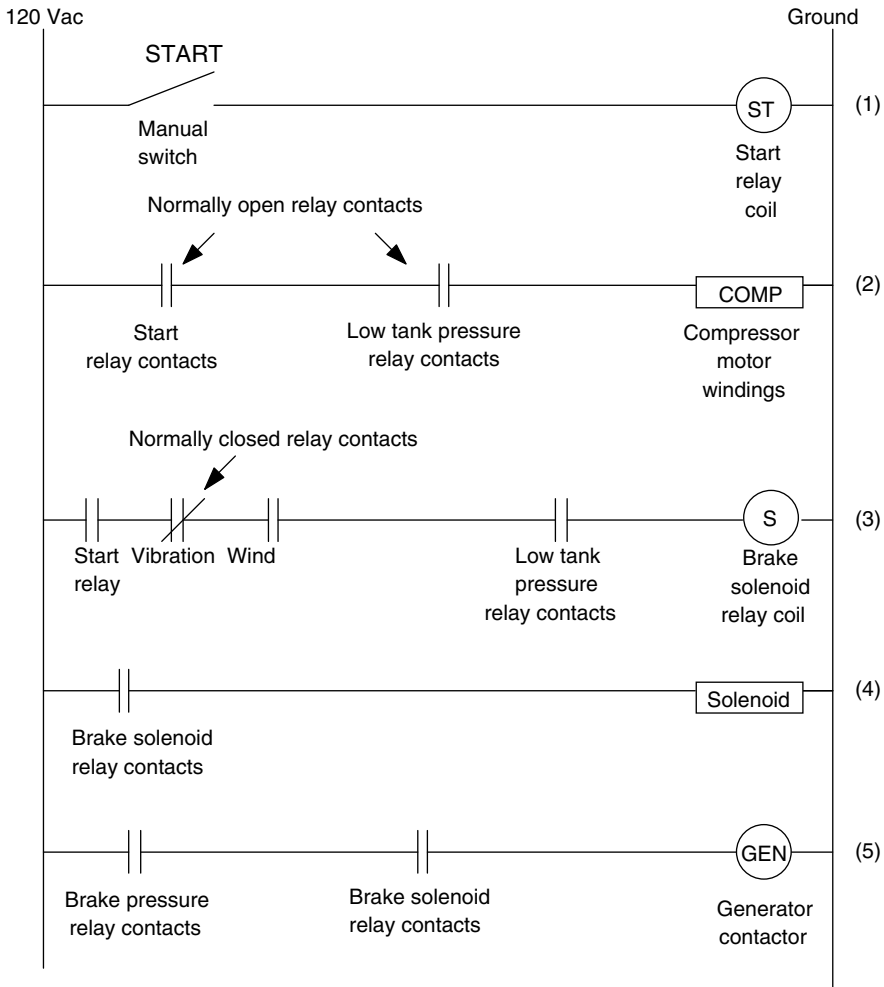 120 Vac
Ground
START
Manual
switch
ST
(1)
Start
relay
coil
Normally open relay contacts
COMP
(2)
Start
relay contacts
Low tank pressure
relay contacts
Compressor
motor
windings
Normally closed relay contacts
S
(3)
Start Vibration Wind
relay
Low tank
pressure
relay contacts
Brake
solenoid
relay coil
Solenoid
(4)
Brake solenoid
relay contacts
GEN
(5)
Brake pressure
relay contacts
Brake solenoid
relay contacts
Generator
contactor